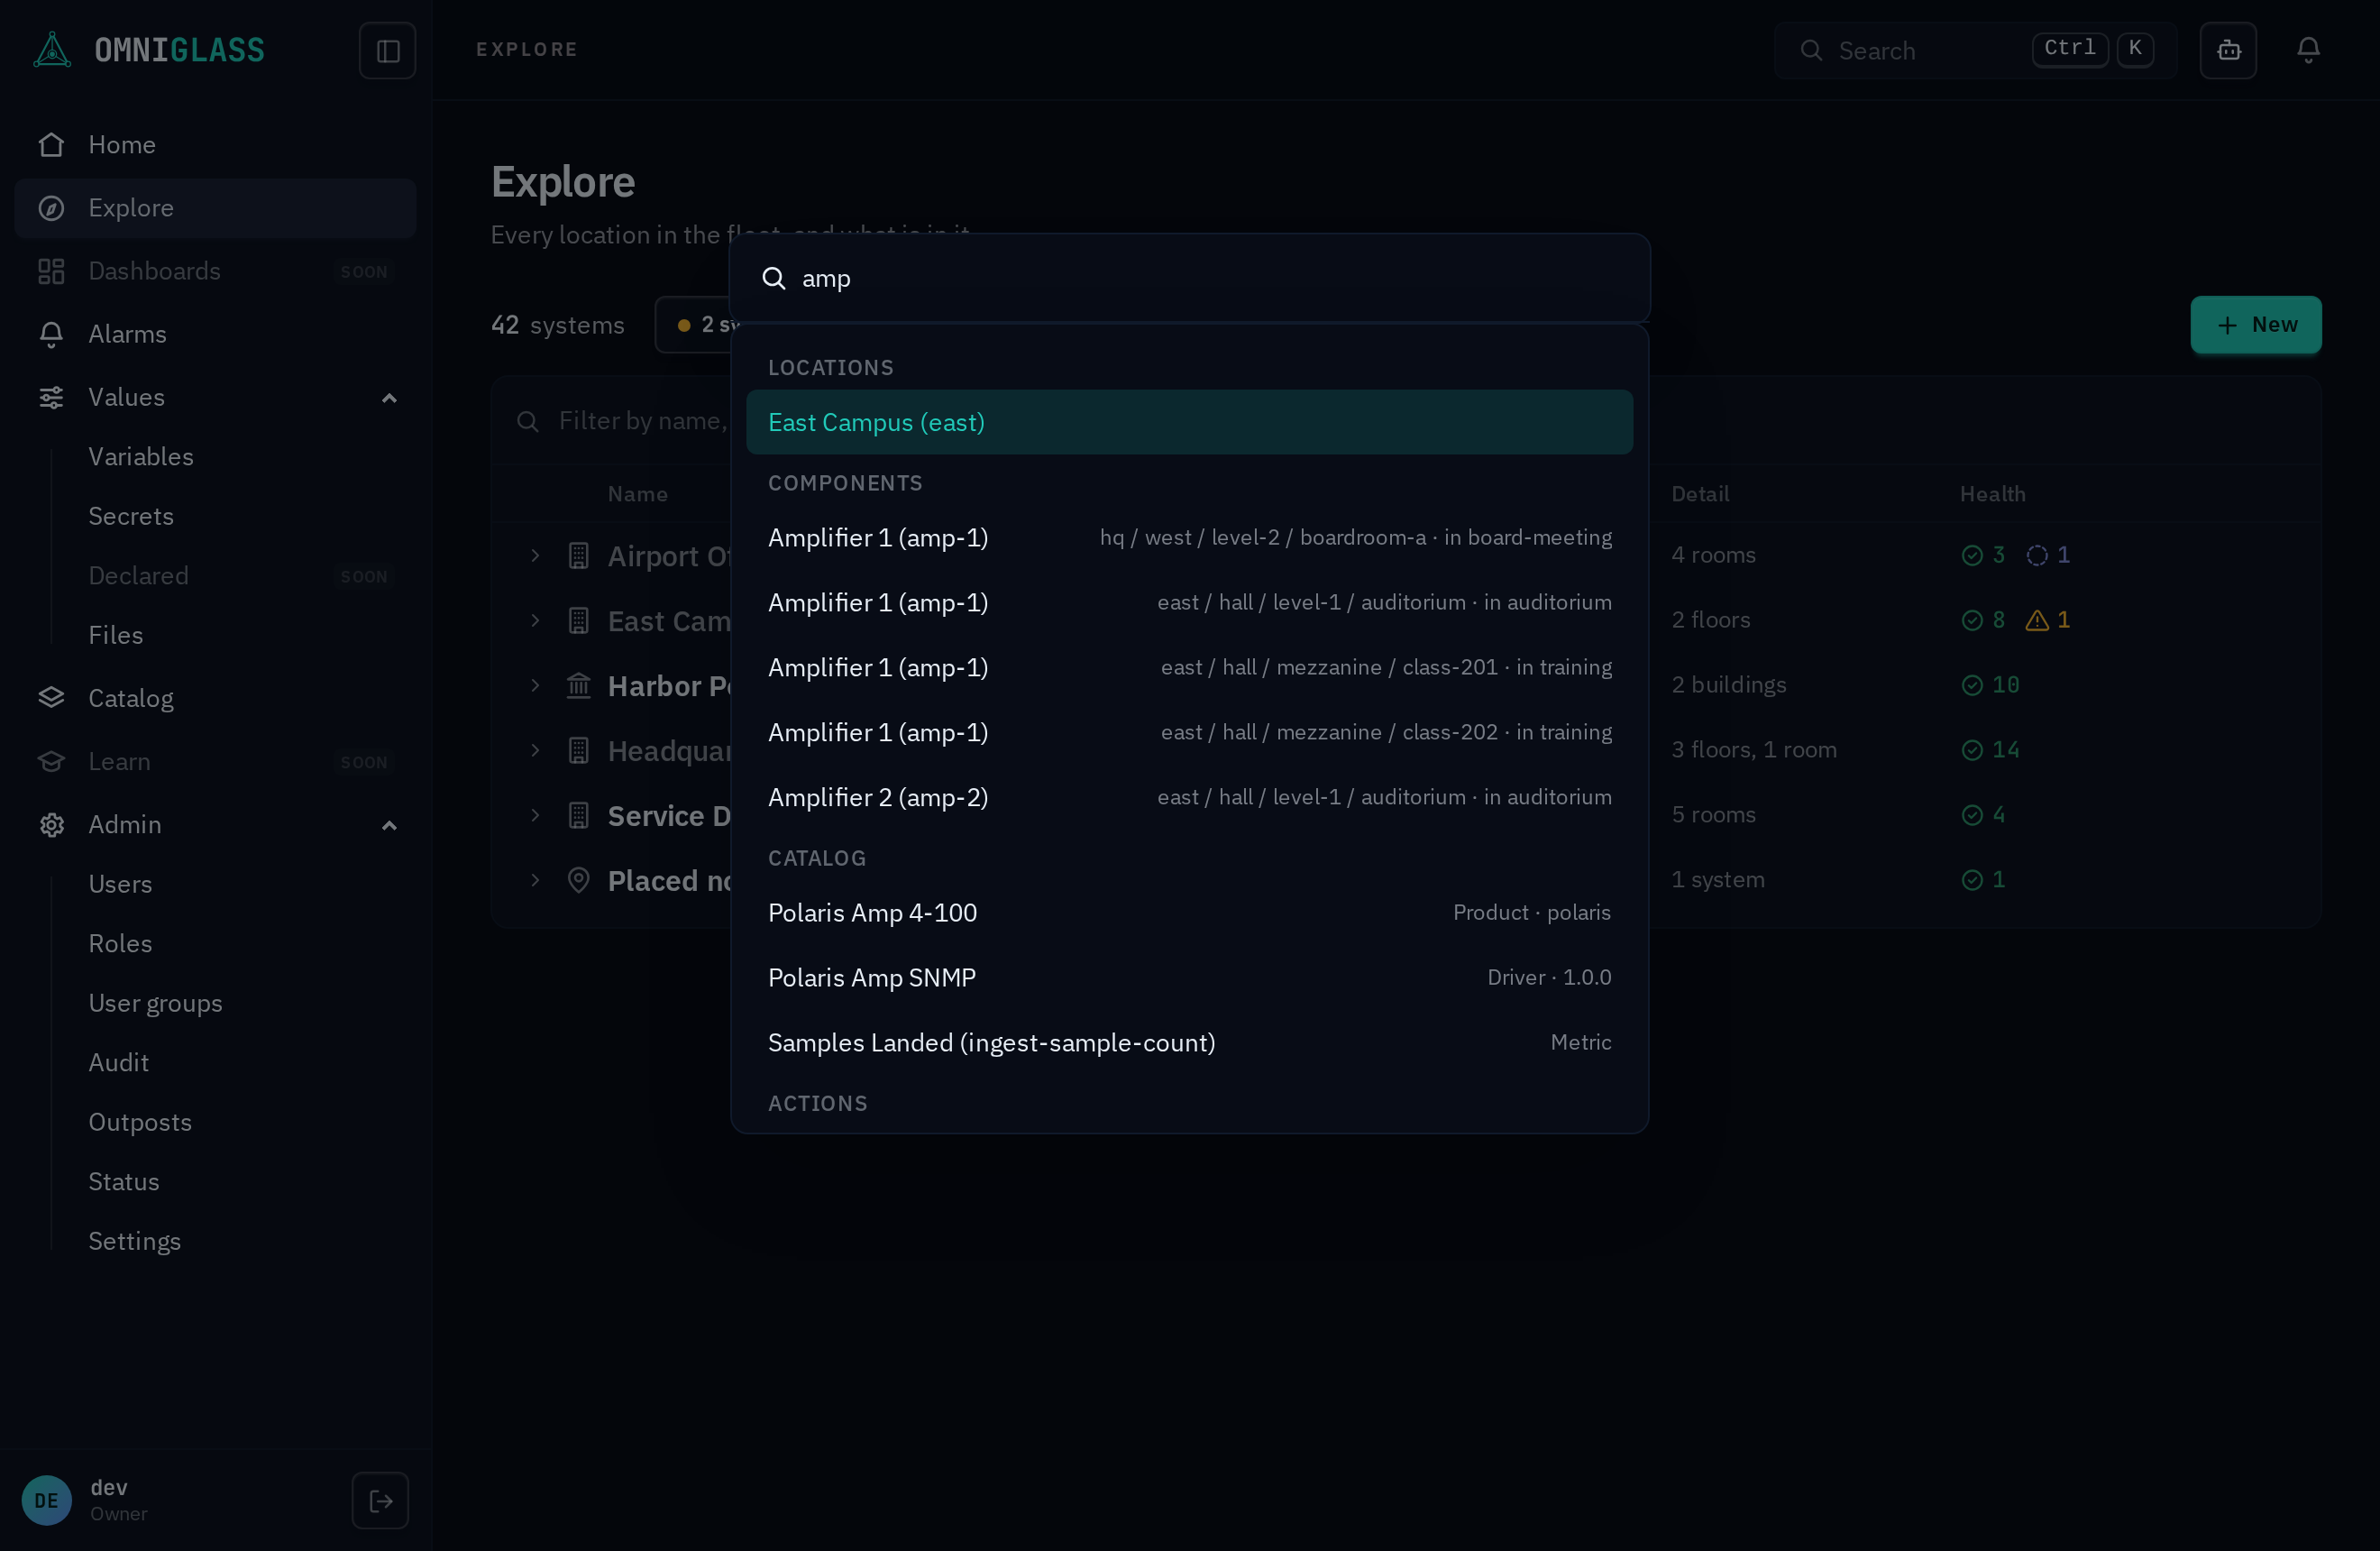 OMNIGLASS
EXPLORE
Search Ctrl K
Home
Explore
Dashboards SOON
Alarms
Values
Variables
Secrets
Declared SOON
Files
Catalog
Learn SOON
Admin
Users
Roles
User groups
Audit
Outposts
Status
Settings
DE dev
Owner
Explore
Every location in the
42 systems 2
New
Filter by name,
Name Detail Health
Airport 4 rooms 3 1
East 2 floors 8 1
Harbor 2 buildings 10
3 floors, 1 room 14
Service 5 rooms 4
Placed 1 system 1
amp
LOCATIONS
East Campus (east)
COMPONENTS
Amplifier 1 (amp-1) hq / west / level-2 / boardroom-a · in board-meeting
Amplifier 1 (amp-1) east / hall / level-1 / auditorium · in auditorium
Amplifier 1 (amp-1) east / hall / mezzanine / class-201 · in training
Amplifier 1 (amp-1) east / hall / mezzanine / class-202 · in training
Amplifier 2 (amp-2) east / hall / level-1 / auditorium · in auditorium
CATALOG
Polaris Amp 4-100 Product · polaris
Polaris Amp SNMP Driver · 1.0.0
Samples Landed (ingest-sample-count) Metric
ACTIONS